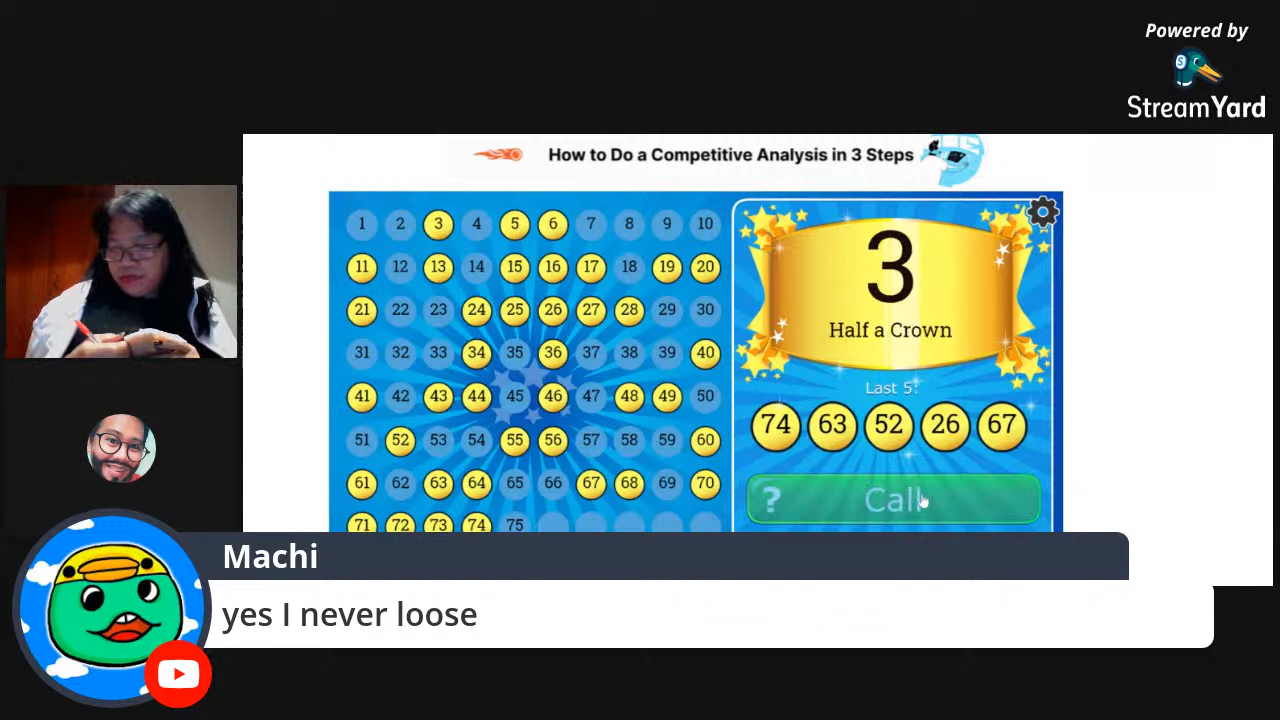 Powered by
StreamYard
How to Do a Competitive Analysis in 3 Steps
1 2 3 4 5 6 7 8 9 10
11 12 13 14 15 16 17 18 19 20
21 22 23 24 25 26 27 28 29 30
31 32 33 34 35 36 37 38 39 40
41 42 43 44 45 46 47 48 49 50
51 52 53 54 55 56 57 58 59 60
61 62 63 64 65 66 67 68 69 70
71 72 73 74 75
3
Half a Crown
Last 5:
74 63 52 26 67
? Call
Machi
yes I never loose